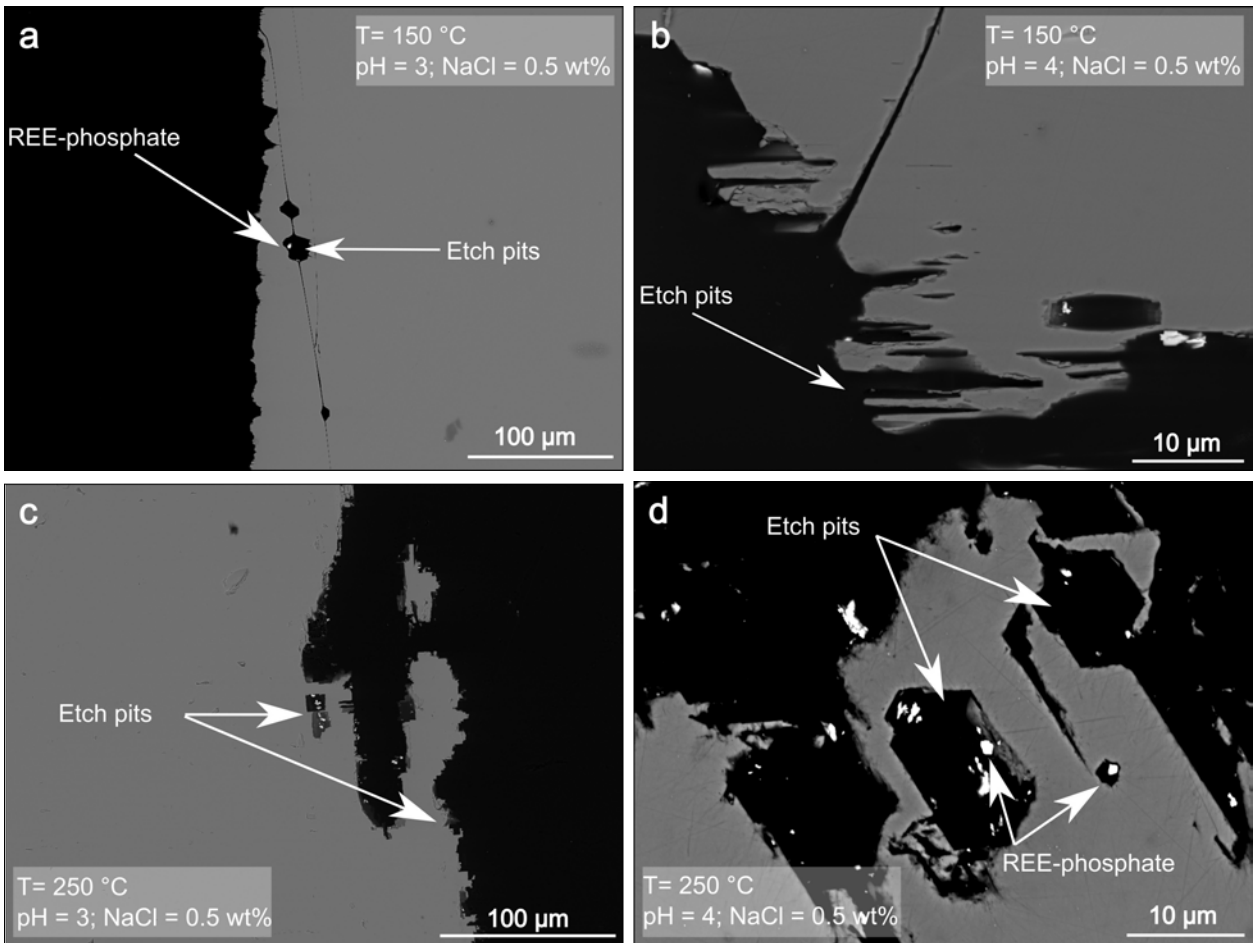 a
T= 150 °C
pH = 3; NaCl = 0.5 wt%
REE-phosphate
Etch pits
100 µm
b
T= 150 °C
pH = 4; NaCl = 0.5 wt%
Etch pits
10 µm
c
Etch pits
T= 250 °C
pH = 3; NaCl = 0.5 wt%
100 µm
d
Etch pits
REE-phosphate
T= 250 °C
pH = 4; NaCl = 0.5 wt%
10 µm